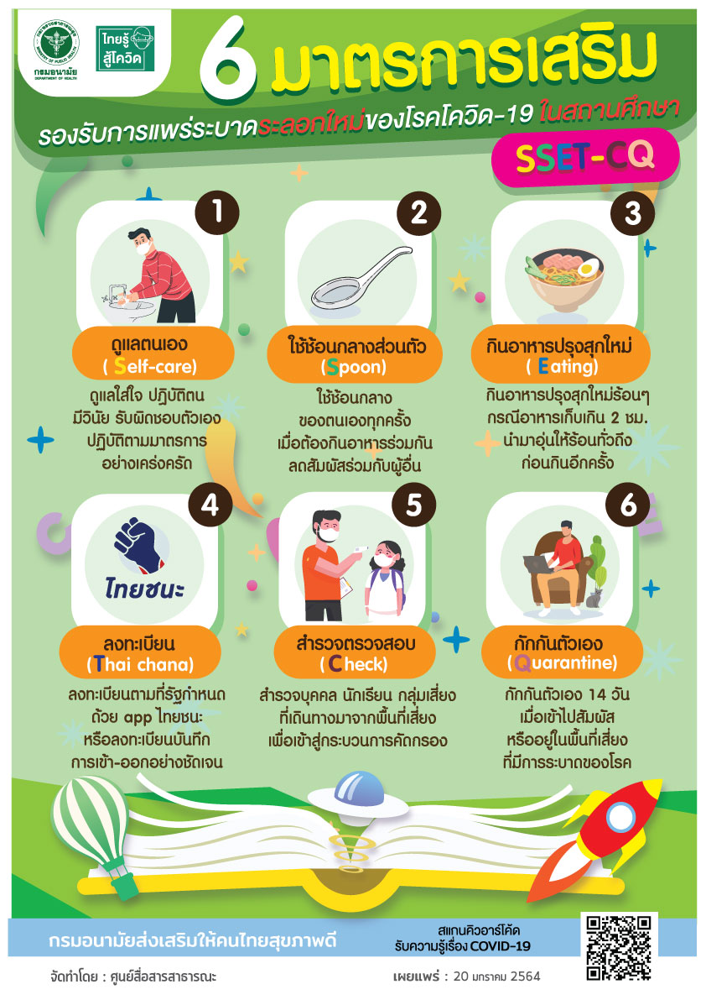 กระทรวงสาธารณสุข
MINISTRY OF PUBLIC HEALTH
กรมอนามัย
DEPARTMENT OF HEALTH
ไทยรู้
สู้โควิด
6 มาตรการเสริม
รองรับการแพร่ระบาดระลอกใหม่ของโรคโควิด-19 ในสถานศึกษา
SSET-CQ
1
ดูแลตนเอง
( Self-care)
ดูแลใส่ใจ ปฏิบัติตน
มีวินัย รับผิดชอบตัวเอง
ปฏิบัติตามมาตรการ
อย่างเคร่งครัด
2
ใช้ช้อนกลางส่วนตัว
(Spoon)
ใช้ช้อนกลาง
ของตนเองทุกครั้ง
เมื่อต้องกินอาหารร่วมกัน
ลดสัมผัสร่วมกับผู้อื่น
3
กินอาหารปรุงสุกใหม่
( Eating)
กินอาหารปรุงสุกใหม่ร้อนๆ
กรณีอาหารเก็บเกิน 2 ชม.
นำมาอุ่นให้ร้อนทั่วถึง
ก่อนกินอีกครั้ง
4
ไทยชนะ
ลงทะเบียน
(Thai chana)
ลงทะเบียนตามที่รัฐกำหนด
ด้วย app ไทยชนะ
หรือลงทะเบียนบันทึก
การเข้า-ออกอย่างชัดเจน
5
สำรวจตรวจสอบ
( Check)
สำรวจบุคคล นักเรียน กลุ่มเสี่ยง
ที่เดินทางมาจากพื้นที่เสี่ยง
เพื่อเข้าสู่กระบวนการคัดกรอง
6
กักกันตัวเอง
(Quarantine)
กักกันตัวเอง 14 วัน
เมื่อเข้าไปสัมผัส
หรืออยู่ในพื้นที่เสี่ยง
ที่มีการระบาดของโรค
กรมอนามัยส่งเสริมให้คนไทยสุขภาพดี
สแกนคิวอาร์โค้ด
รับความรู้เรื่อง COVID-19
จัดทำโดย : ศูนย์สื่อสารสาธารณะ
เผยแพร่ : 20 มกราคม 2564